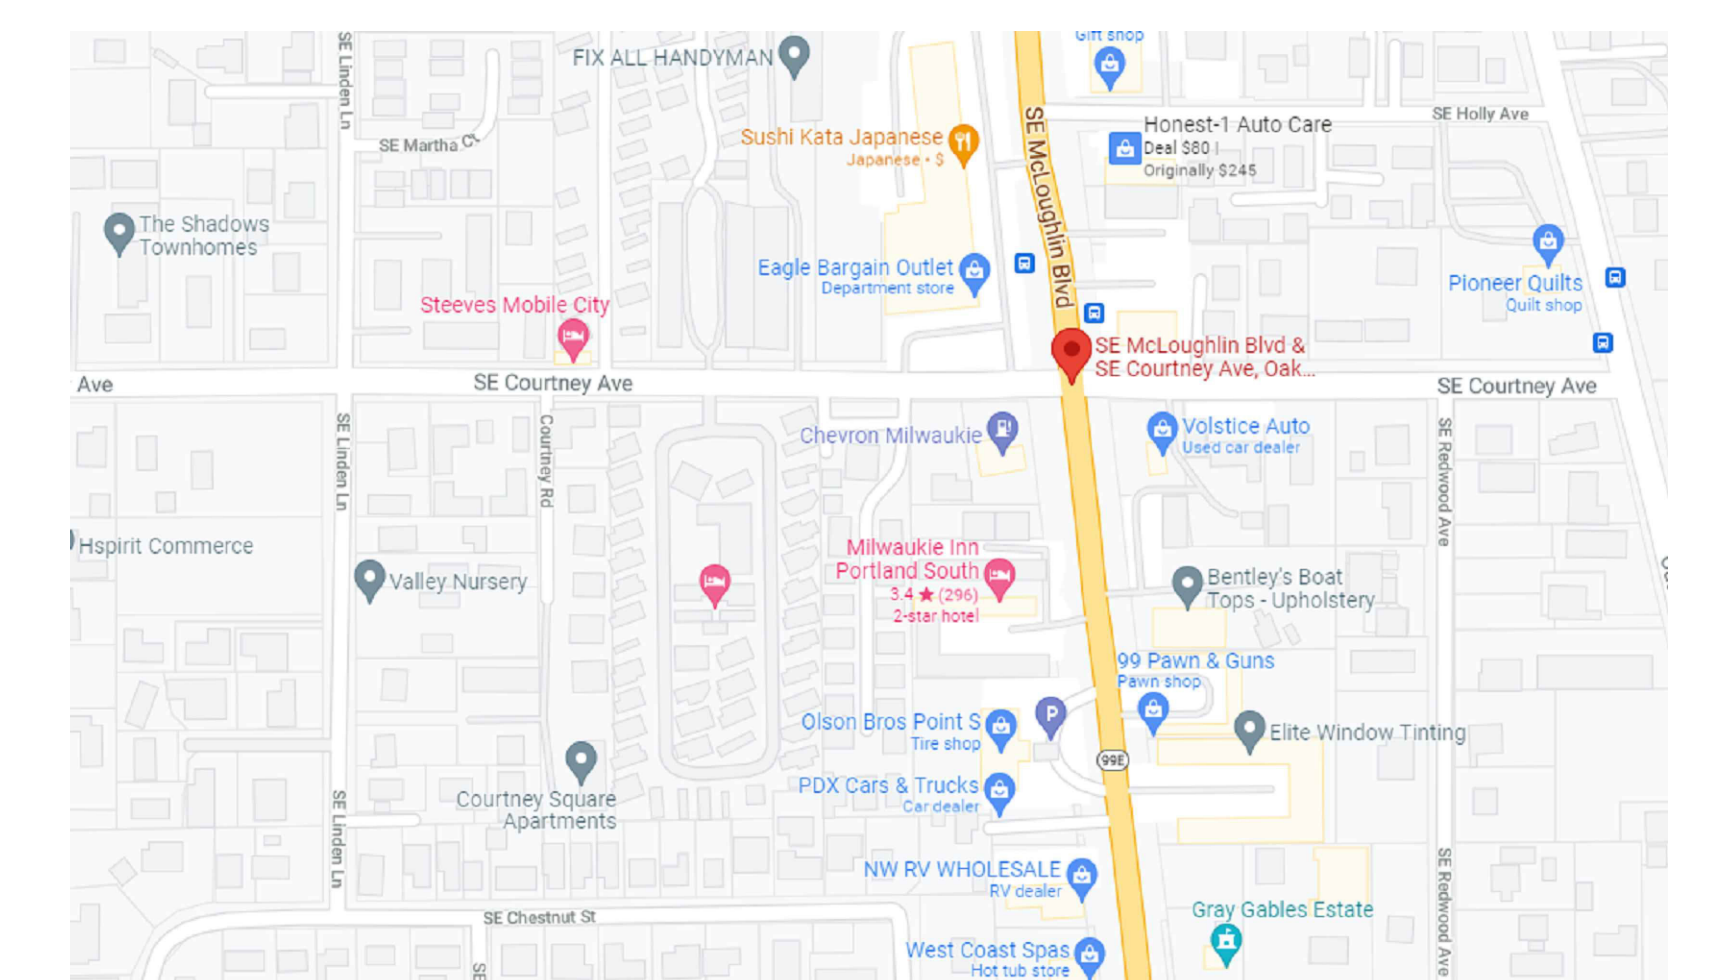 Gift shop
SE Linden Ln
FIX ALL HANDYMAN
SE McLoughlin Blvd
SE Holly Ave
Honest-1 Auto Care
Deal $80 |
Originally $245
SE Martha Ct
Sushi Kata Japanese
Japanese • $
The Shadows
Townhomes
Eagle Bargain Outlet
Department store
Pioneer Quilts
Quilt shop
Steeves Mobile City
SE McLoughlin Blvd &
SE Courtney Ave, Oak...
Ave
SE Courtney Ave
SE Courtney Ave
SE Linden Ln
Courtney Rd
Chevron Milwaukie
Volstice Auto
Used car dealer
SE Redwood Ave
Hspirit Commerce
Valley Nursery
Milwaukie Inn
Portland South
3.4 ★ (296)
2-star hotel
Bentley's Boat
Tops - Upholstery
99 Pawn & Guns
Pawn shop
P
Olson Bros Point S
Tire shop
Elite Window Tinting
99E
PDX Cars & Trucks
Car dealer
Courtney Square
Apartments
SE Linden Ln
NW RV WHOLESALE
RV dealer
SE Redwood Ave
Gray Gables Estate
SE Chestnut St
West Coast Spas
Hot tub store
SE